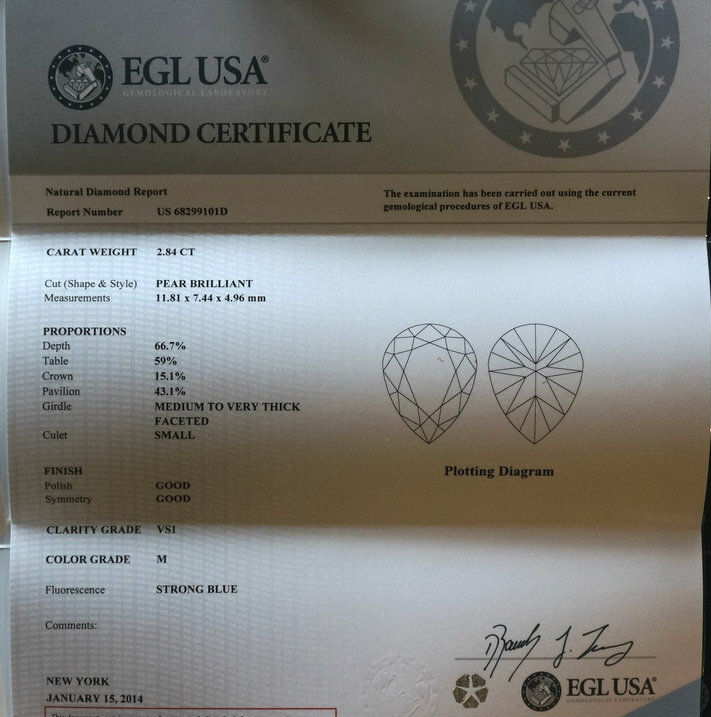 EGL USA®
GEMOLOGICAL LABORATORY
DIAMOND CERTIFICATE
Natural Diamond Report
Report Number US 68299101D
The examination has been carried out using the current
gemological procedures of EGL USA.
CARAT WEIGHT 2.84 CT
Cut (Shape & Style) PEAR BRILLIANT
Measurements 11.81 x 7.44 x 4.96 mm
PROPORTIONS
Depth 66.7%
Table 59%
Crown 15.1%
Pavilion 43.1%
Girdle MEDIUM TO VERY THICK
FACETED
Culet SMALL
Plotting Diagram
FINISH
Polish GOOD
Symmetry GOOD
CLARITY GRADE VS1
COLOR GRADE M
Fluorescence STRONG BLUE
Comments:
NEW YORK
JANUARY 15, 2014
EGL USA®
GEMOLOGICAL LABORATORY